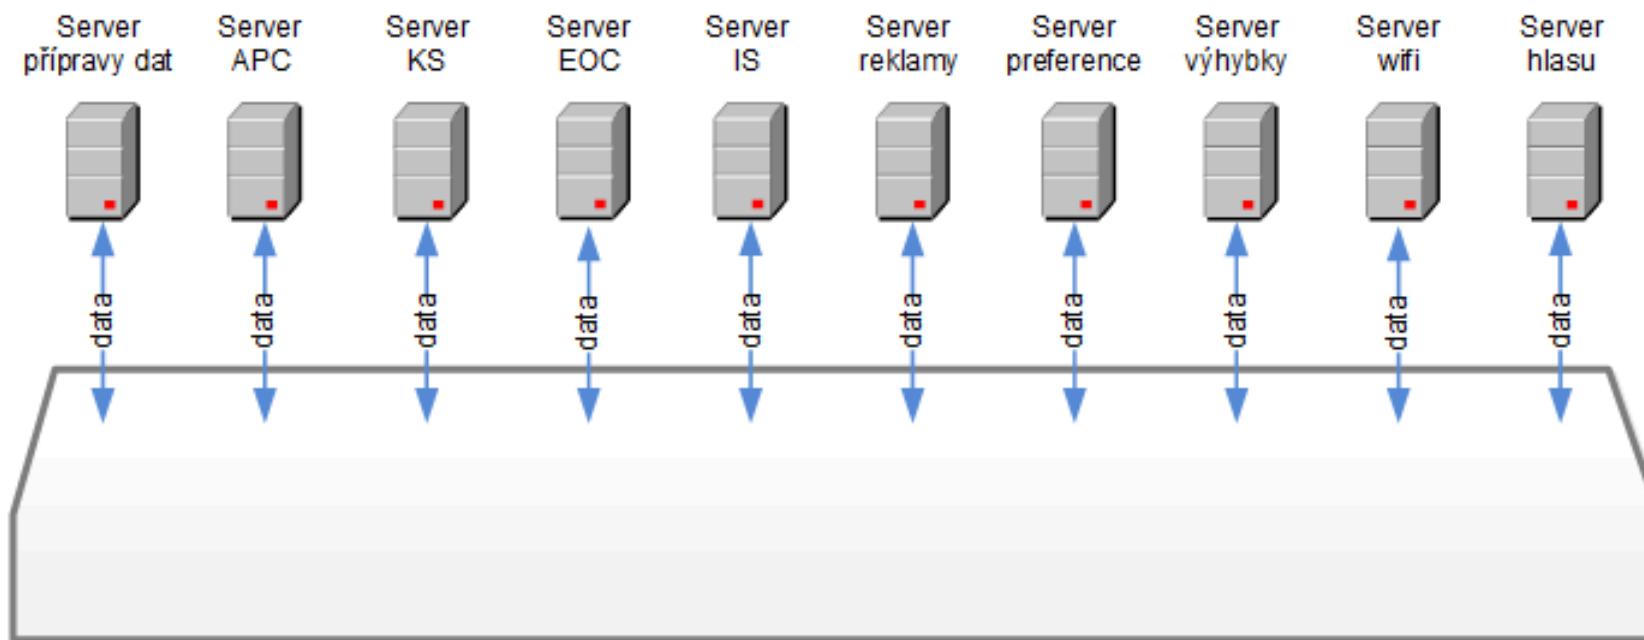 Server
přípravy dat
Server
APC
Server
KS
Server
EOC
Server
IS
Server
reklamy
Server
preference
Server
výhybky
Server
wifi
Server
hlasu
data
data
data
data
data
data
data
data
data
data